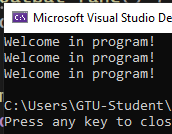 Microsoft Visual Studio De
Welcome in program!
Welcome in program!
Welcome in program!
C:\Users\GTU-Student\
(Press any key to clos